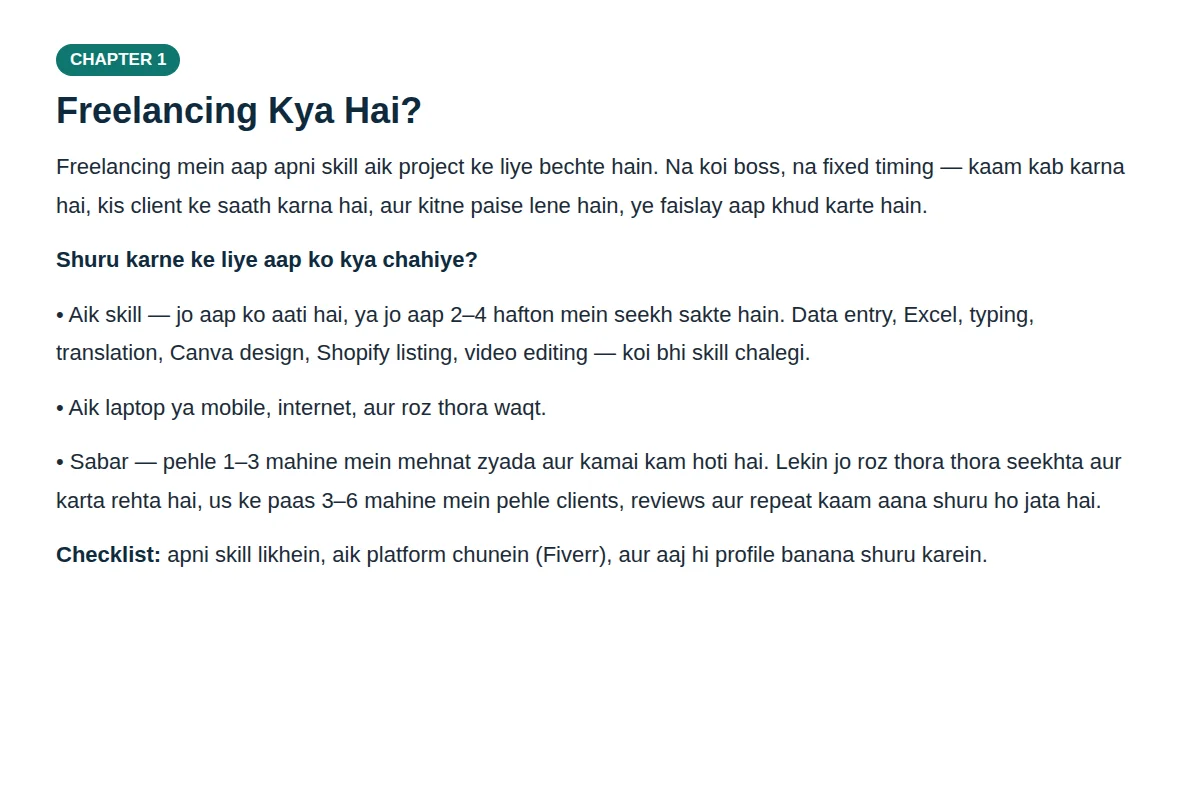 CHAPTER 1
Freelancing Kya Hai?
Freelancing mein aap apni skill aik project ke liye bechte hain. Na koi boss, na fixed timing — kaam kab karna
hai, kis client ke saath karna hai, aur kitne paise lene hain, ye faislay aap khud karte hain.
Shuru karne ke liye aap ko kya chahiye?
• Aik skill — jo aap ko aati hai, ya jo aap 2–4 hafton mein seekh sakte hain. Data entry, Excel, typing,
translation, Canva design, Shopify listing, video editing — koi bhi skill chalegi.
• Aik laptop ya mobile, internet, aur roz thora waqt.
• Sabar — pehle 1–3 mahine mein mehnat zyada aur kamai kam hoti hai. Lekin jo roz thora thora seekhta aur
karta rehta hai, us ke paas 3–6 mahine mein pehle clients, reviews aur repeat kaam aana shuru ho jata hai.
Checklist: apni skill likhein, aik platform chunein (Fiverr), aur aaj hi profile banana shuru karein.